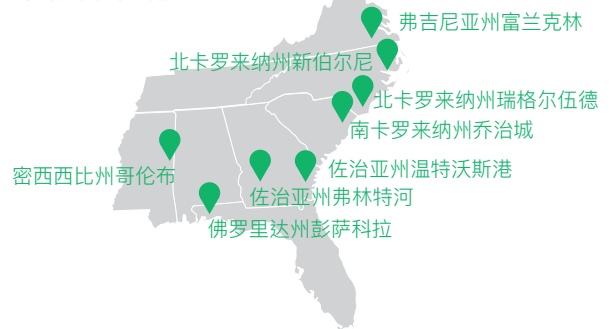 弗吉尼亚州富兰克林
北卡罗来纳州新伯尔尼
北卡罗来纳州瑞格尔伍德
南卡罗来纳州乔治城
佐治亚州温特沃斯港
密西西比州哥伦布
佐治亚州弗林特河
佛罗里达州彭萨科拉